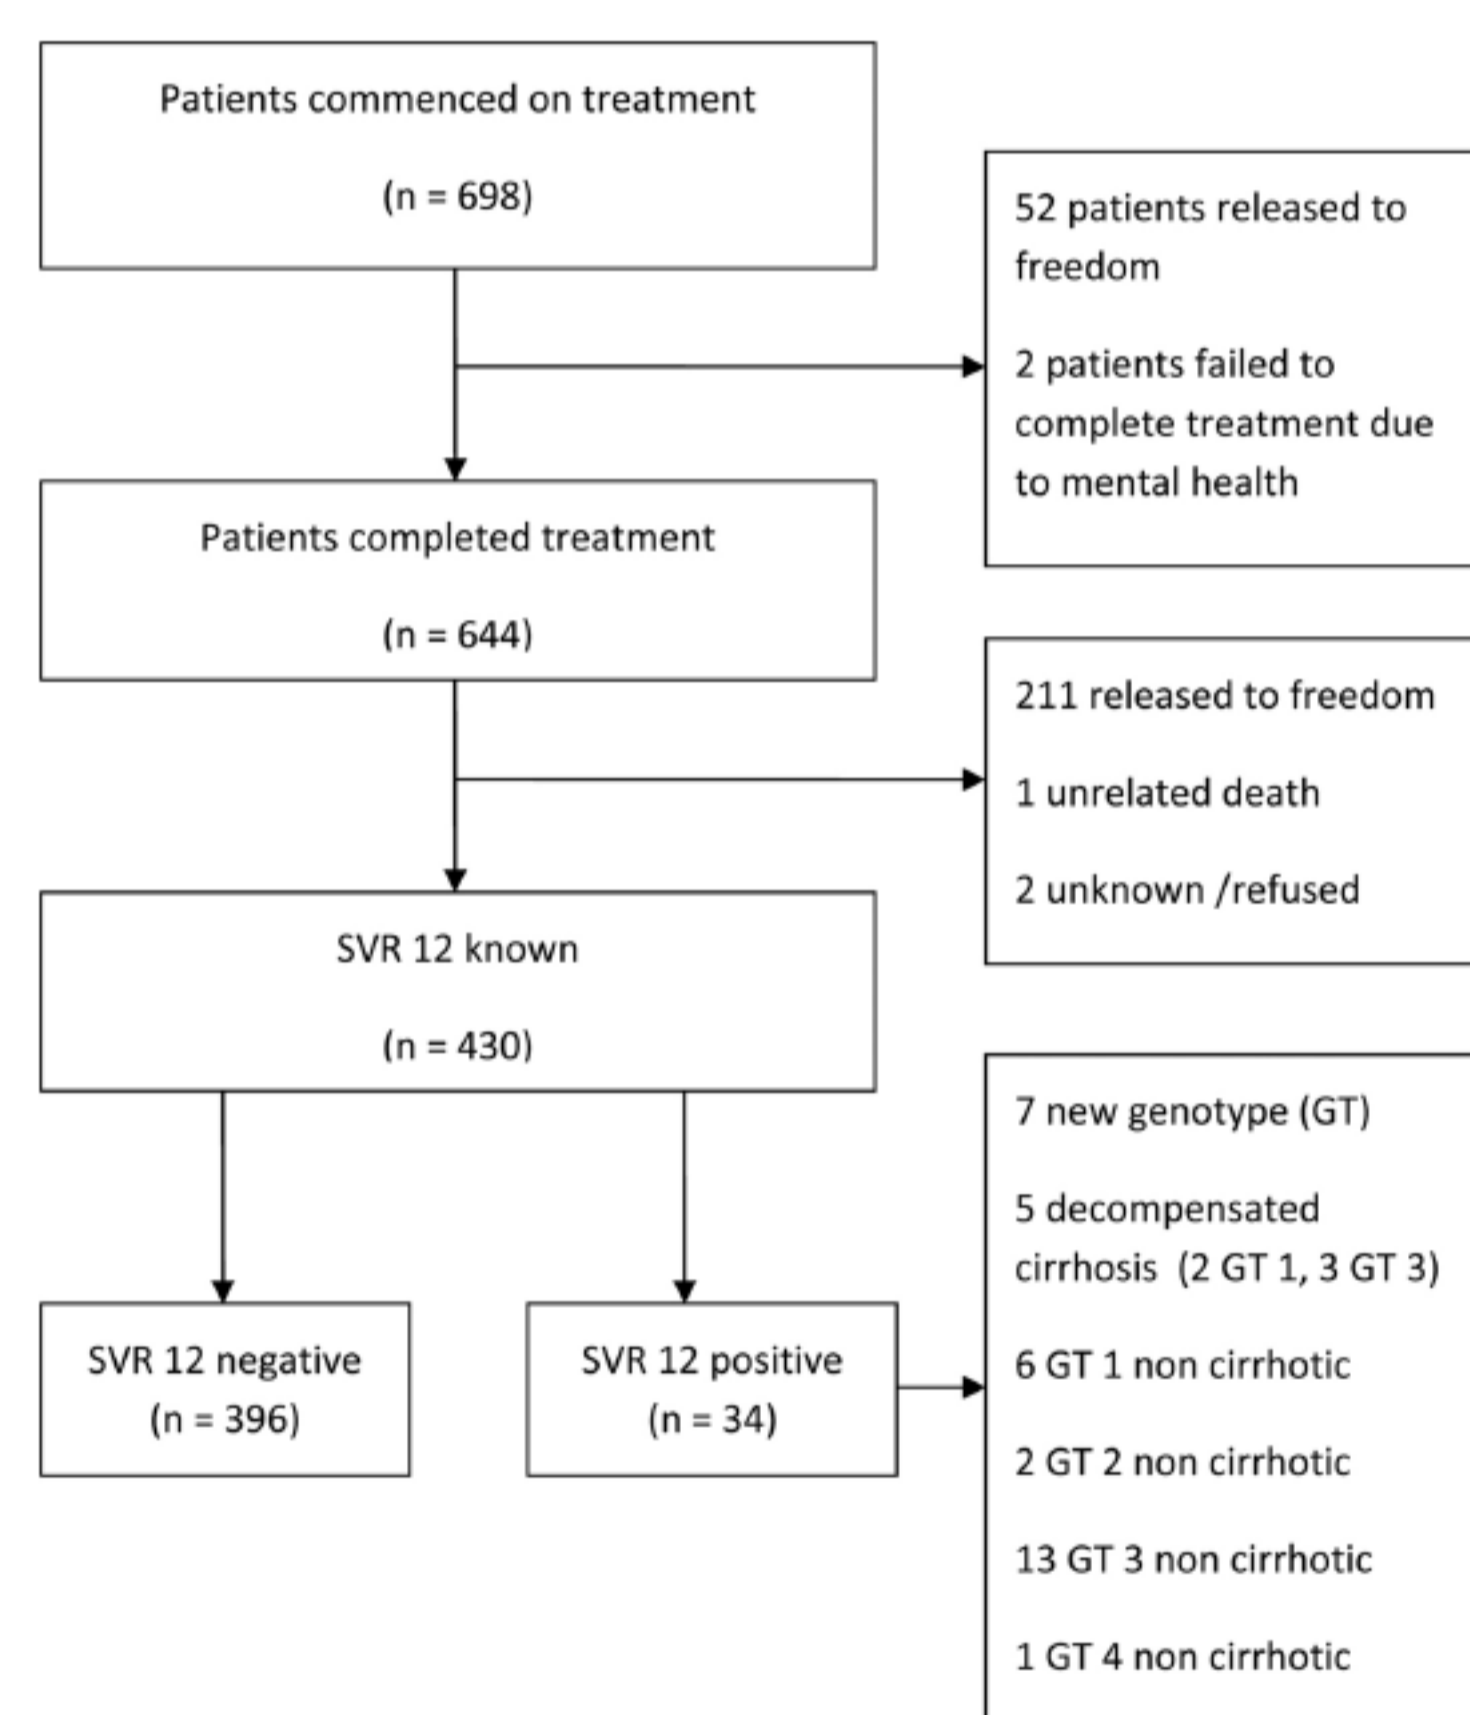 Patients commenced on treatment
(n = 698)
52 patients released to
freedom
2 patients failed to
complete treatment due
to mental health
Patients completed treatment
(n = 644)
211 released to freedom
1 unrelated death
2 unknown /refused
SVR 12 known
(n = 430)
SVR 12 negative
(n = 396)
SVR 12 positive
(n = 34)
7 new genotype (GT)
5 decompensated
cirrhosis (2 GT 1, 3 GT 3)
6 GT 1 non cirrhotic
2 GT 2 non cirrhotic
13 GT 3 non cirrhotic
1 GT 4 non cirrhotic